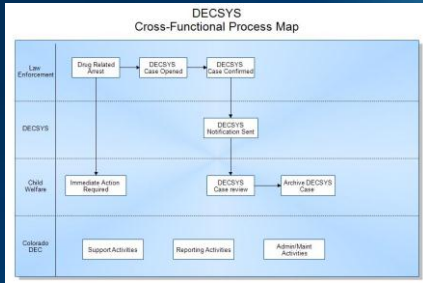 DECSYS
Cross-Functional Process Map
Law
Enforcement
Drug Related
Arrest
DECSYS
Case Opened
DECSYS
Case Confirmed
DECSYS
DECSYS
Notification Sent
Child
Welfare
Immediate Action
Required
DECSYS
Case review
Archive DECSYS
Case
Colorado
DEC
Support Activities
Reporting Activities
Admin/Maint
Activities